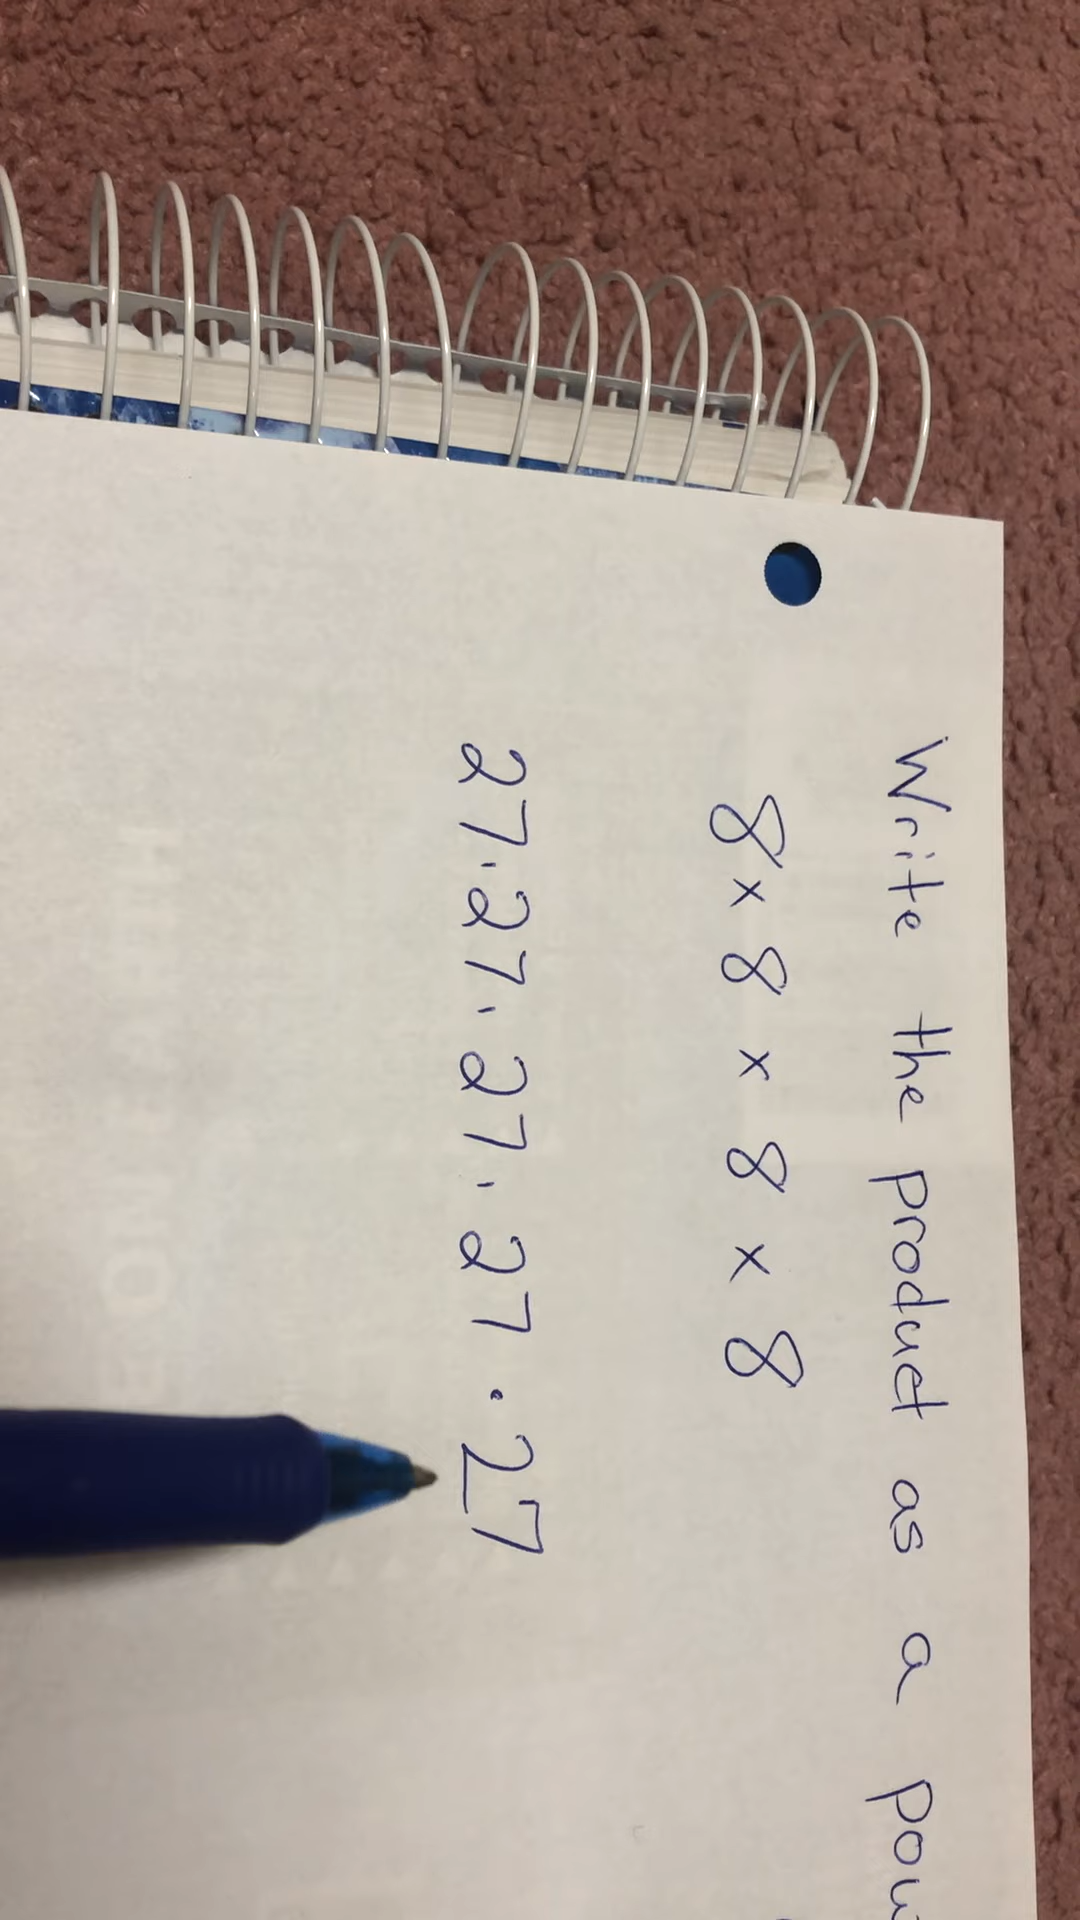 Write the product as a pow
8 × 8 × 8 × 8
27 · 27 · 27 · 27 · 27